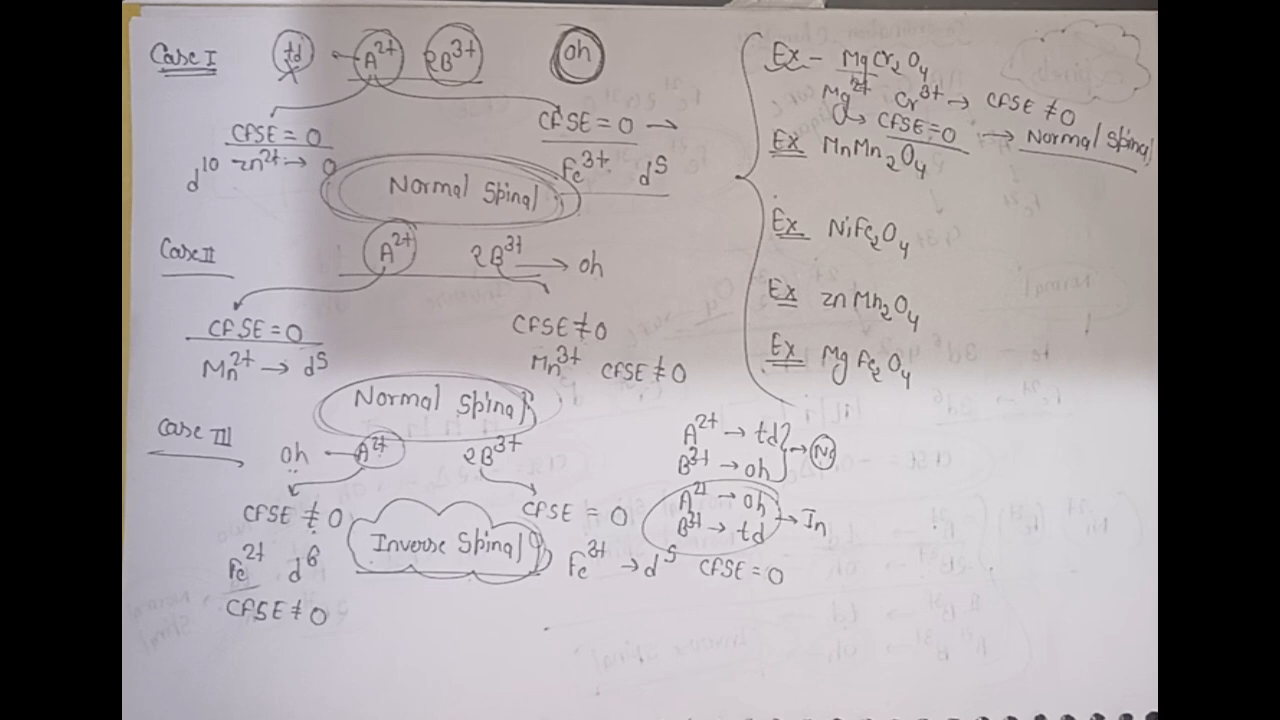 Case I td ← A²⁺ 2B³⁺ oh
CFSE = 0 CFSE = 0 →
d¹⁰ Zn²⁺ → 0 Fe³⁺ d⁵
Normal Spinal
Case II A²⁺ 2B³⁺ → oh
CFSE = 0 CFSE ≠ 0
Mn²⁺ → d⁵ Mn³⁺ CFSE ≠ 0
Normal Spinal
Case III oh ← A²⁺ 2B³⁺
CFSE ≠ 0 CFSE = 0
Inverse Spinal
Fe²⁺ d⁶ Fe³⁺ → d⁵ CFSE = 0
CFSE ≠ 0
A²⁺ → td
B³⁺ → oh
A²⁺ → oh
B³⁺ → td → In
Ex - MgCr₂O₄
Mg²⁺ Cr³⁺ → CFSE ≠ 0
→ CFSE = 0 → Normal Spinal
Ex MnMn₂O₄
Ex NiFe₂O₄
Ex ZnMn₂O₄
Ex MgFe₂O₄